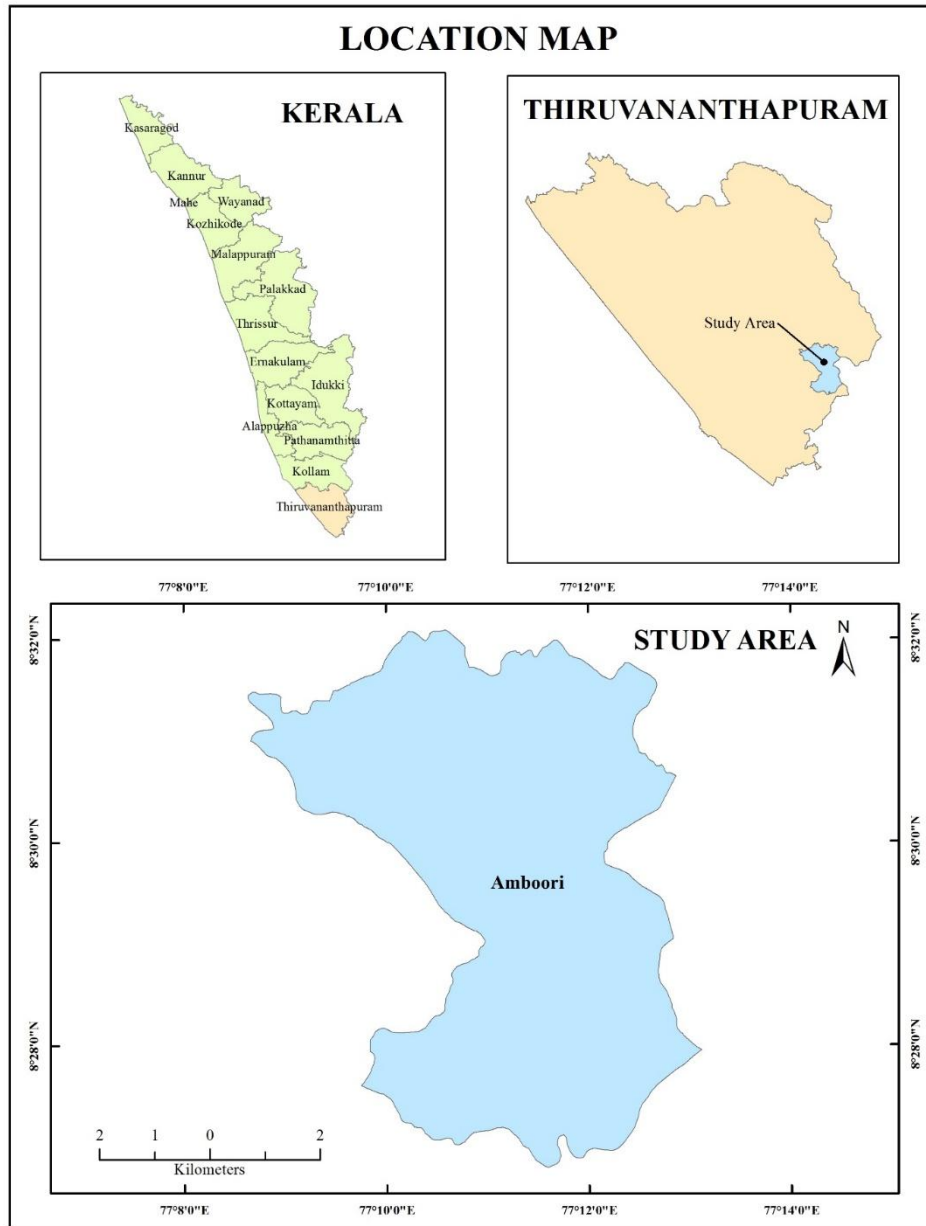 LOCATION MAP
KERALA
Kasaragod
Kannur
Mahe
Wayanad
Kozhikode
Malappuram
Palakkad
Thrissur
Ernakulam
Idukki
Kottayam
Alappuzha
Pathanamthitta
Kollam
Thiruvananthapuram
THIRUVANANTHAPURAM
Study Area
77°8'0"E 77°10'0"E 77°12'0"E 77°14'0"E
STUDY AREA
N
8°32'0"N 8°32'0"N
8°30'0"N 8°30'0"N
Amboori
8°28'0"N 8°28'0"N
2 1 0 2
Kilometers
77°8'0"E 77°10'0"E 77°12'0"E 77°14'0"E